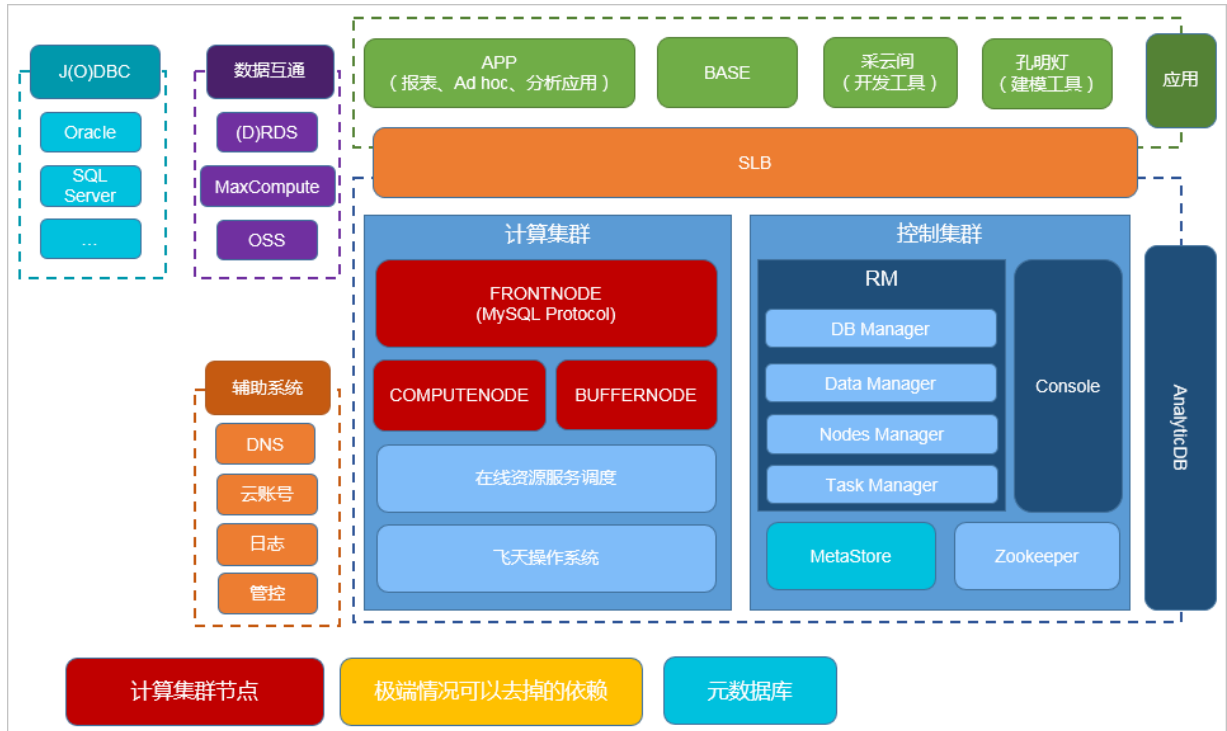 J(O)DBC
Oracle
SQL
Server
...
数据互通
(D)RDS
MaxCompute
OSS
辅助系统
DNS
云账号
日志
管控
APP
（报表、Ad hoc、分析应用）
BASE
采云间
（开发工具）
孔明灯
（建模工具）
应用
SLB
计算集群
FRONTNODE
(MySQL Protocol)
COMPUTENODE
BUFFERNODE
在线资源服务调度
飞天操作系统
控制集群
RM
DB Manager
Data Manager
Nodes Manager
Task Manager
Console
MetaStore
Zookeeper
AnalyticDB
计算集群节点
极端情况可以去掉的依赖
元数据库